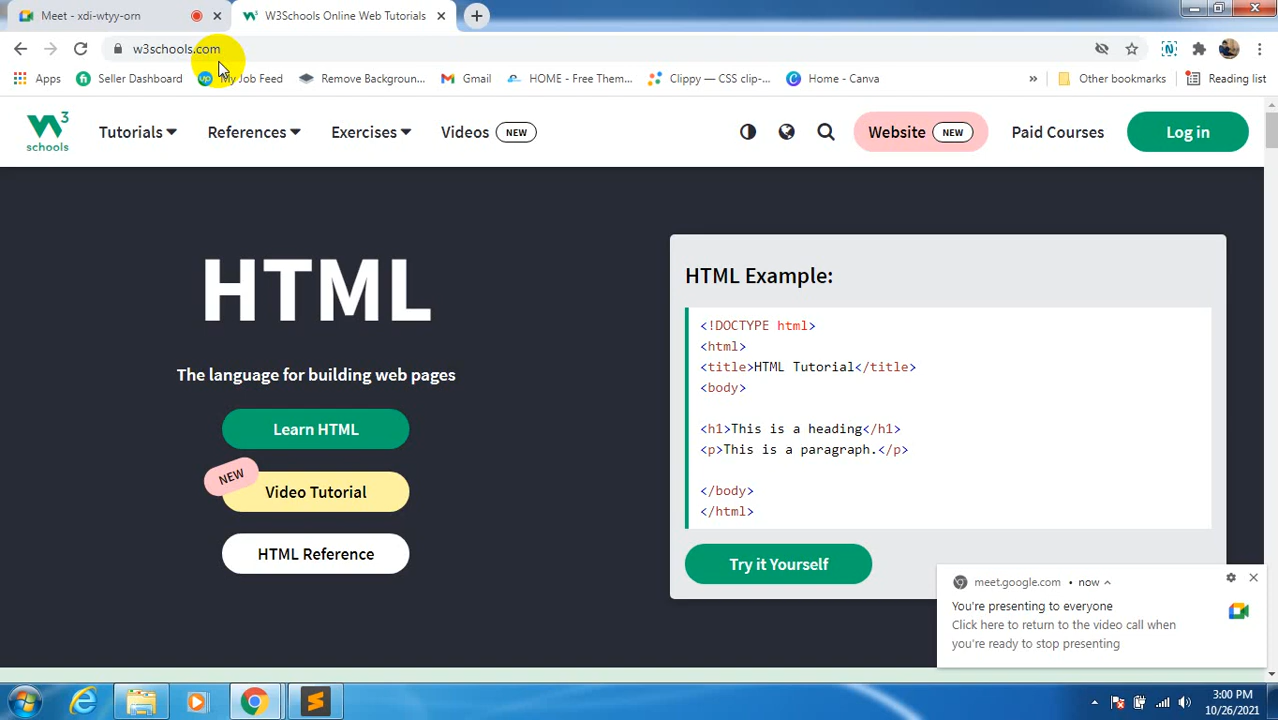 Meet - xdi-wtyy-orn
W3Schools Online Web Tutorials
w3schools.com
Apps
Seller Dashboard
My Job Feed
Remove Backgroun...
Gmail
HOME - Free Them...
Clippy — CSS clip-...
Home - Canva
»
Other bookmarks
Reading list
W3 schools
Tutorials
References
Exercises
Videos NEW
Website NEW
Paid Courses
Log in
HTML
The language for building web pages
Learn HTML
NEW
Video Tutorial
HTML Reference
HTML Example:
<!DOCTYPE html>
<html>
<title>HTML Tutorial</title>
<body>
<h1>This is a heading</h1>
<p>This is a paragraph.</p>
</body>
</html>
Try it Yourself
meet.google.com • now
You're presenting to everyone
Click here to return to the video call when
you're ready to stop presenting
3:00 PM
10/26/2021